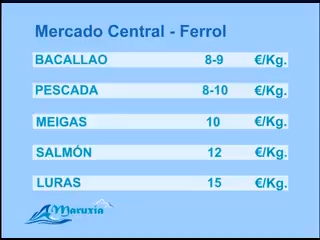 Mercado Central - Ferrol
BACALLAO 8-9 €/Kg.
PESCADA 8-10 €/Kg.
MEIGAS 10 €/Kg.
SALMÓN 12 €/Kg.
LURAS 15 €/Kg.
Maruxía